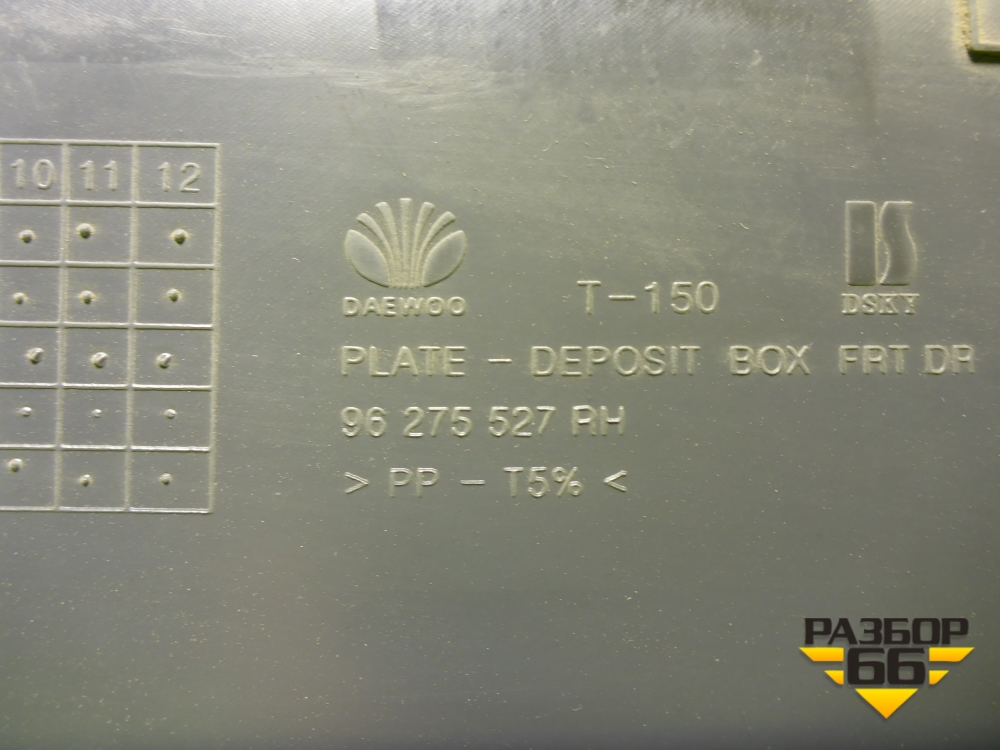 10 11 12
DAEWOO
T-150
DSKY
PLATE - DEPOSIT BOX FRT DR
96 275 527 RH
> PP - T5% <
РАЗБОР
66